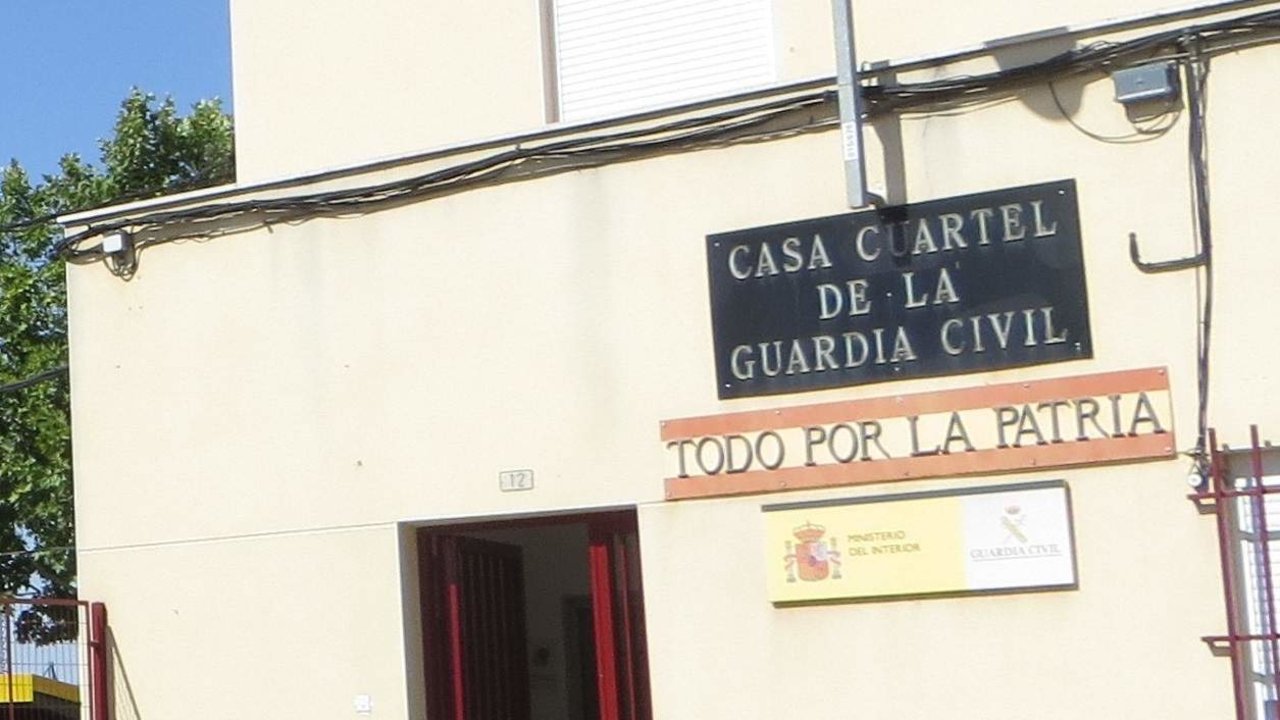 CASA CUARTEL
DE LA
GUARDIA CIVIL
TODO POR LA PATRIA
12
MINISTERIO
DEL INTERIOR
GUARDIA CIVIL